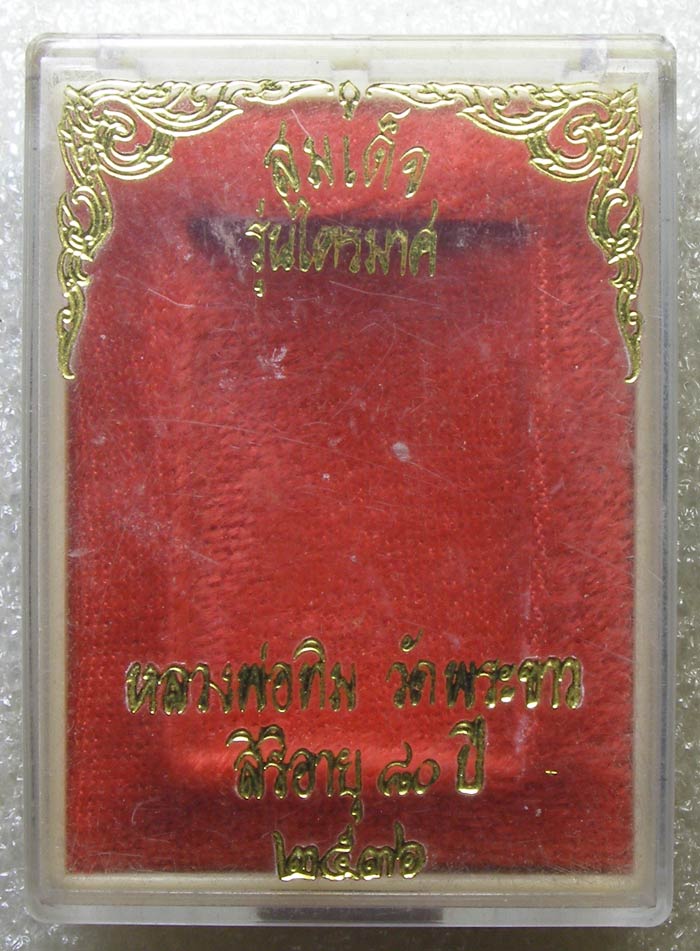 สมเด็จ
รุ่นไตรมาศ
หลวงพ่อทิม วัดพระขาว
สิริอายุ ๘๐ ปี
๒๕๓๖